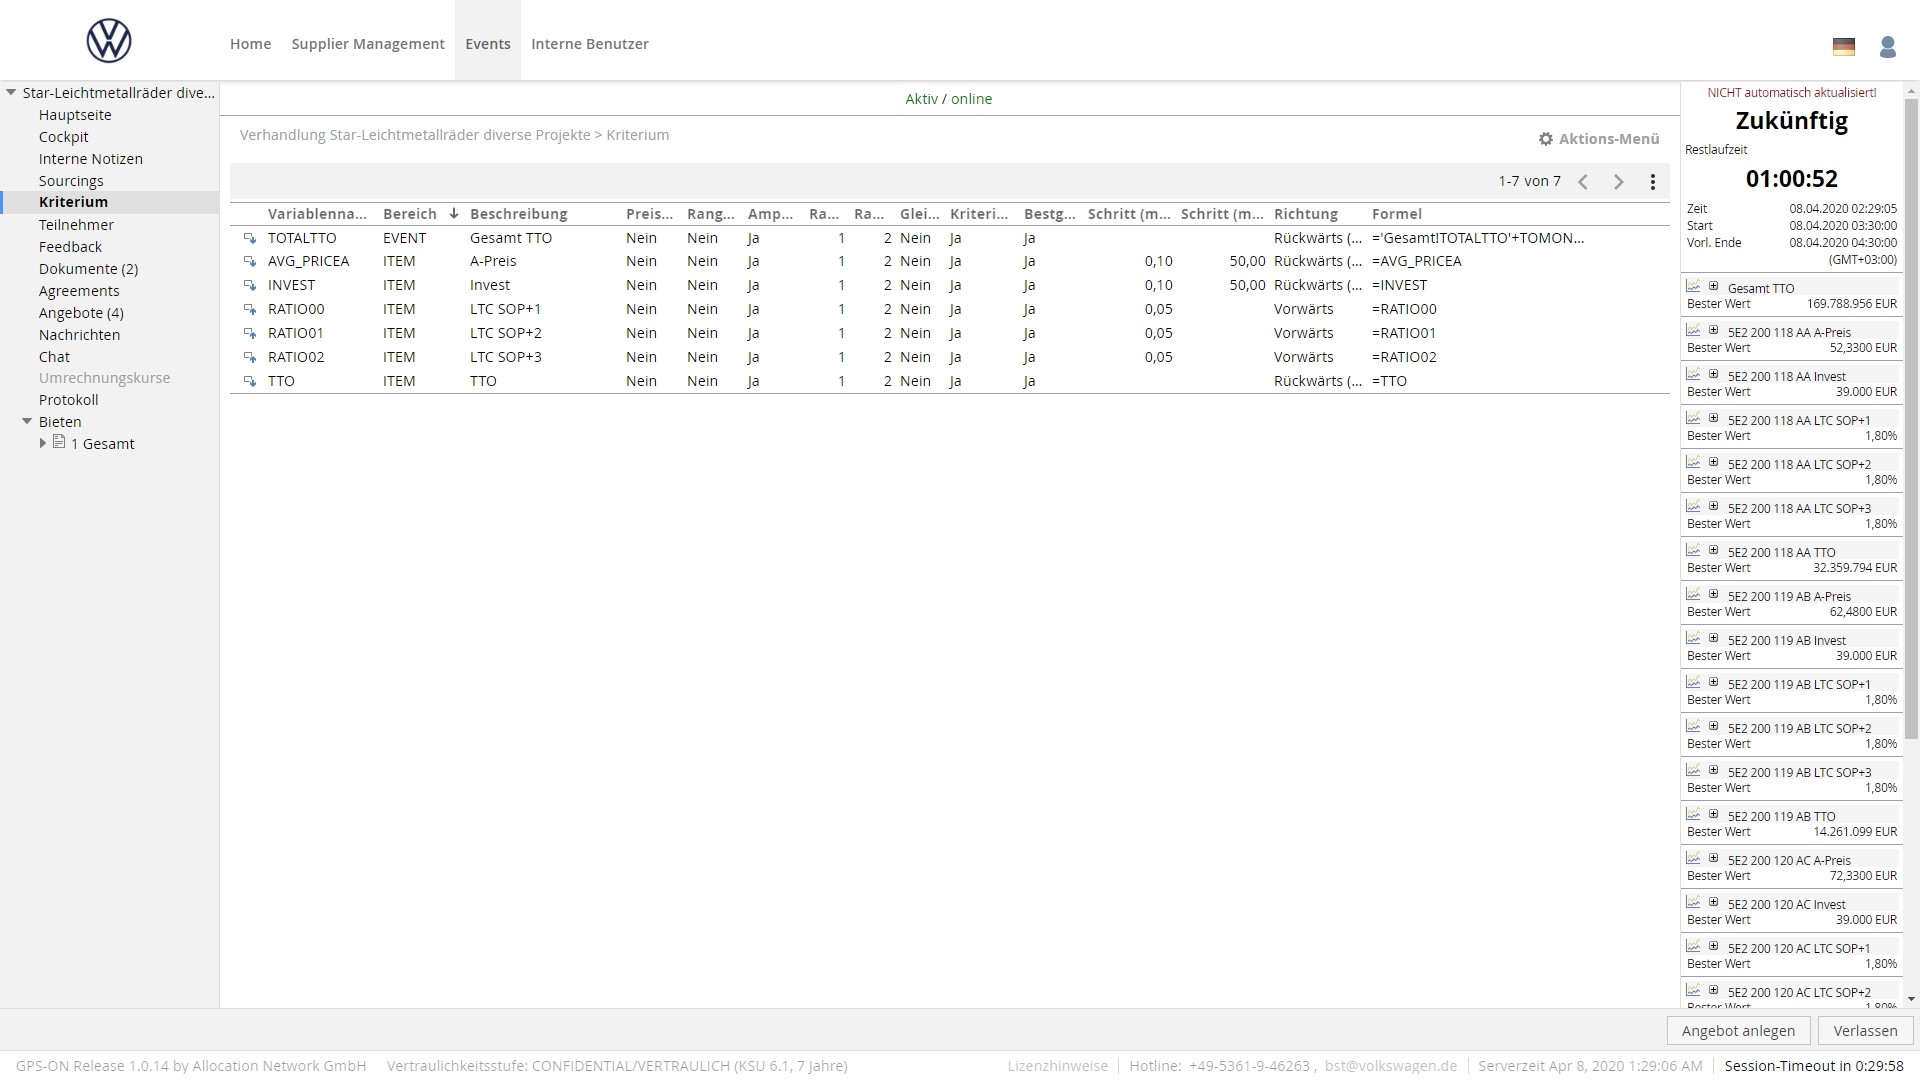 Home Supplier Management Events Interne Benutzer
Star-Leichtmetallräder dive...
Hauptseite
Cockpit
Interne Notizen
Sourcings
Kriterium
Teilnehmer
Feedback
Dokumente (2)
Agreements
Angebote (4)
Nachrichten
Chat
Umrechnungskurse
Protokoll
Bieten
1 Gesamt
Aktiv / online
Verhandlung Star-Leichtmetallräder diverse Projekte > Kriterium
Aktions-Menü
1-7 von 7
Variablenna... Bereich Beschreibung Preis... Rang... Amp... Ra... Ra... Glei... Kriteri... Bestg... Schritt (m... Schritt (m... Richtung Formel
TOTALTTO EVENT Gesamt TTO Nein Nein Ja 1 2 Nein Ja Ja Rückwärts (... ='Gesamt!TOTALTTO'+TOMON...
AVG_PRICEA ITEM A-Preis Nein Nein Ja 1 2 Nein Ja Ja 0,10 50,00 Rückwärts (... =AVG_PRICEA
INVEST ITEM Invest Nein Nein Ja 1 2 Nein Ja Ja 0,10 50,00 Rückwärts (... =INVEST
RATIO00 ITEM LTC SOP+1 Nein Nein Ja 1 2 Nein Ja Ja 0,05 Vorwärts =RATIO00
RATIO01 ITEM LTC SOP+2 Nein Nein Ja 1 2 Nein Ja Ja 0,05 Vorwärts =RATIO01
RATIO02 ITEM LTC SOP+3 Nein Nein Ja 1 2 Nein Ja Ja 0,05 Vorwärts =RATIO02
TTO ITEM TTO Nein Nein Ja 1 2 Nein Ja Ja Rückwärts (... =TTO
NICHT automatisch aktualisiert!
Zukünftig
Restlaufzeit
01:00:52
Zeit 08.04.2020 02:29:05
Start 08.04.2020 03:30:00
Vorl. Ende 08.04.2020 04:30:00
(GMT+03:00)
Gesamt TTO
Bester Wert 169.788.956 EUR
5E2 200 118 AA A-Preis
Bester Wert 52,3300 EUR
5E2 200 118 AA Invest
Bester Wert 39.000 EUR
5E2 200 118 AA LTC SOP+1
Bester Wert 1,80%
5E2 200 118 AA LTC SOP+2
Bester Wert 1,80%
5E2 200 118 AA LTC SOP+3
Bester Wert 1,80%
5E2 200 118 AA TTO
Bester Wert 32.359.794 EUR
5E2 200 119 AB A-Preis
Bester Wert 62,4800 EUR
5E2 200 119 AB Invest
Bester Wert 39.000 EUR
5E2 200 119 AB LTC SOP+1
Bester Wert 1,80%
5E2 200 119 AB LTC SOP+2
Bester Wert 1,80%
5E2 200 119 AB LTC SOP+3
Bester Wert 1,80%
5E2 200 119 AB TTO
Bester Wert 14.261.099 EUR
5E2 200 120 AC A-Preis
Bester Wert 72,3300 EUR
5E2 200 120 AC Invest
Bester Wert 39.000 EUR
5E2 200 120 AC LTC SOP+1
Bester Wert 1,80%
5E2 200 120 AC LTC SOP+2
Bester Wert 1,80%
Angebot anlegen Verlassen
GPS-ON Release 1.0.14 by Allocation Network GmbH Vertraulichkeitsstufe: CONFIDENTIAL/VERTRAULICH (KSU 6.1, 7 Jahre) Lizenzhinweise Hotline: +49-5361-9-46263 , bst@volkswagen.de Serverzeit Apr 8, 2020 1:29:06 AM Session-Timeout in 0:29:58